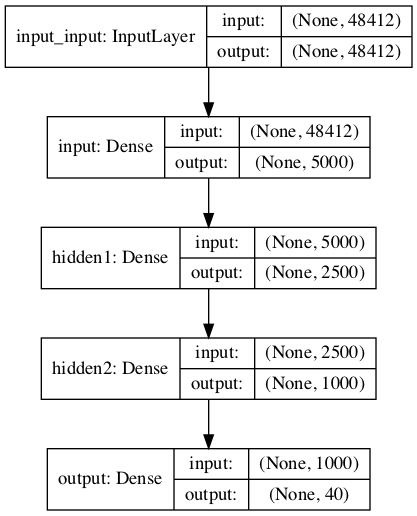 input_input: InputLayer
input:
(None, 48412)
output:
(None, 48412)
input: Dense
input:
(None, 48412)
output:
(None, 5000)
hidden1: Dense
input:
(None, 5000)
output:
(None, 2500)
hidden2: Dense
input:
(None, 2500)
output:
(None, 1000)
output: Dense
input:
(None, 1000)
output:
(None, 40)